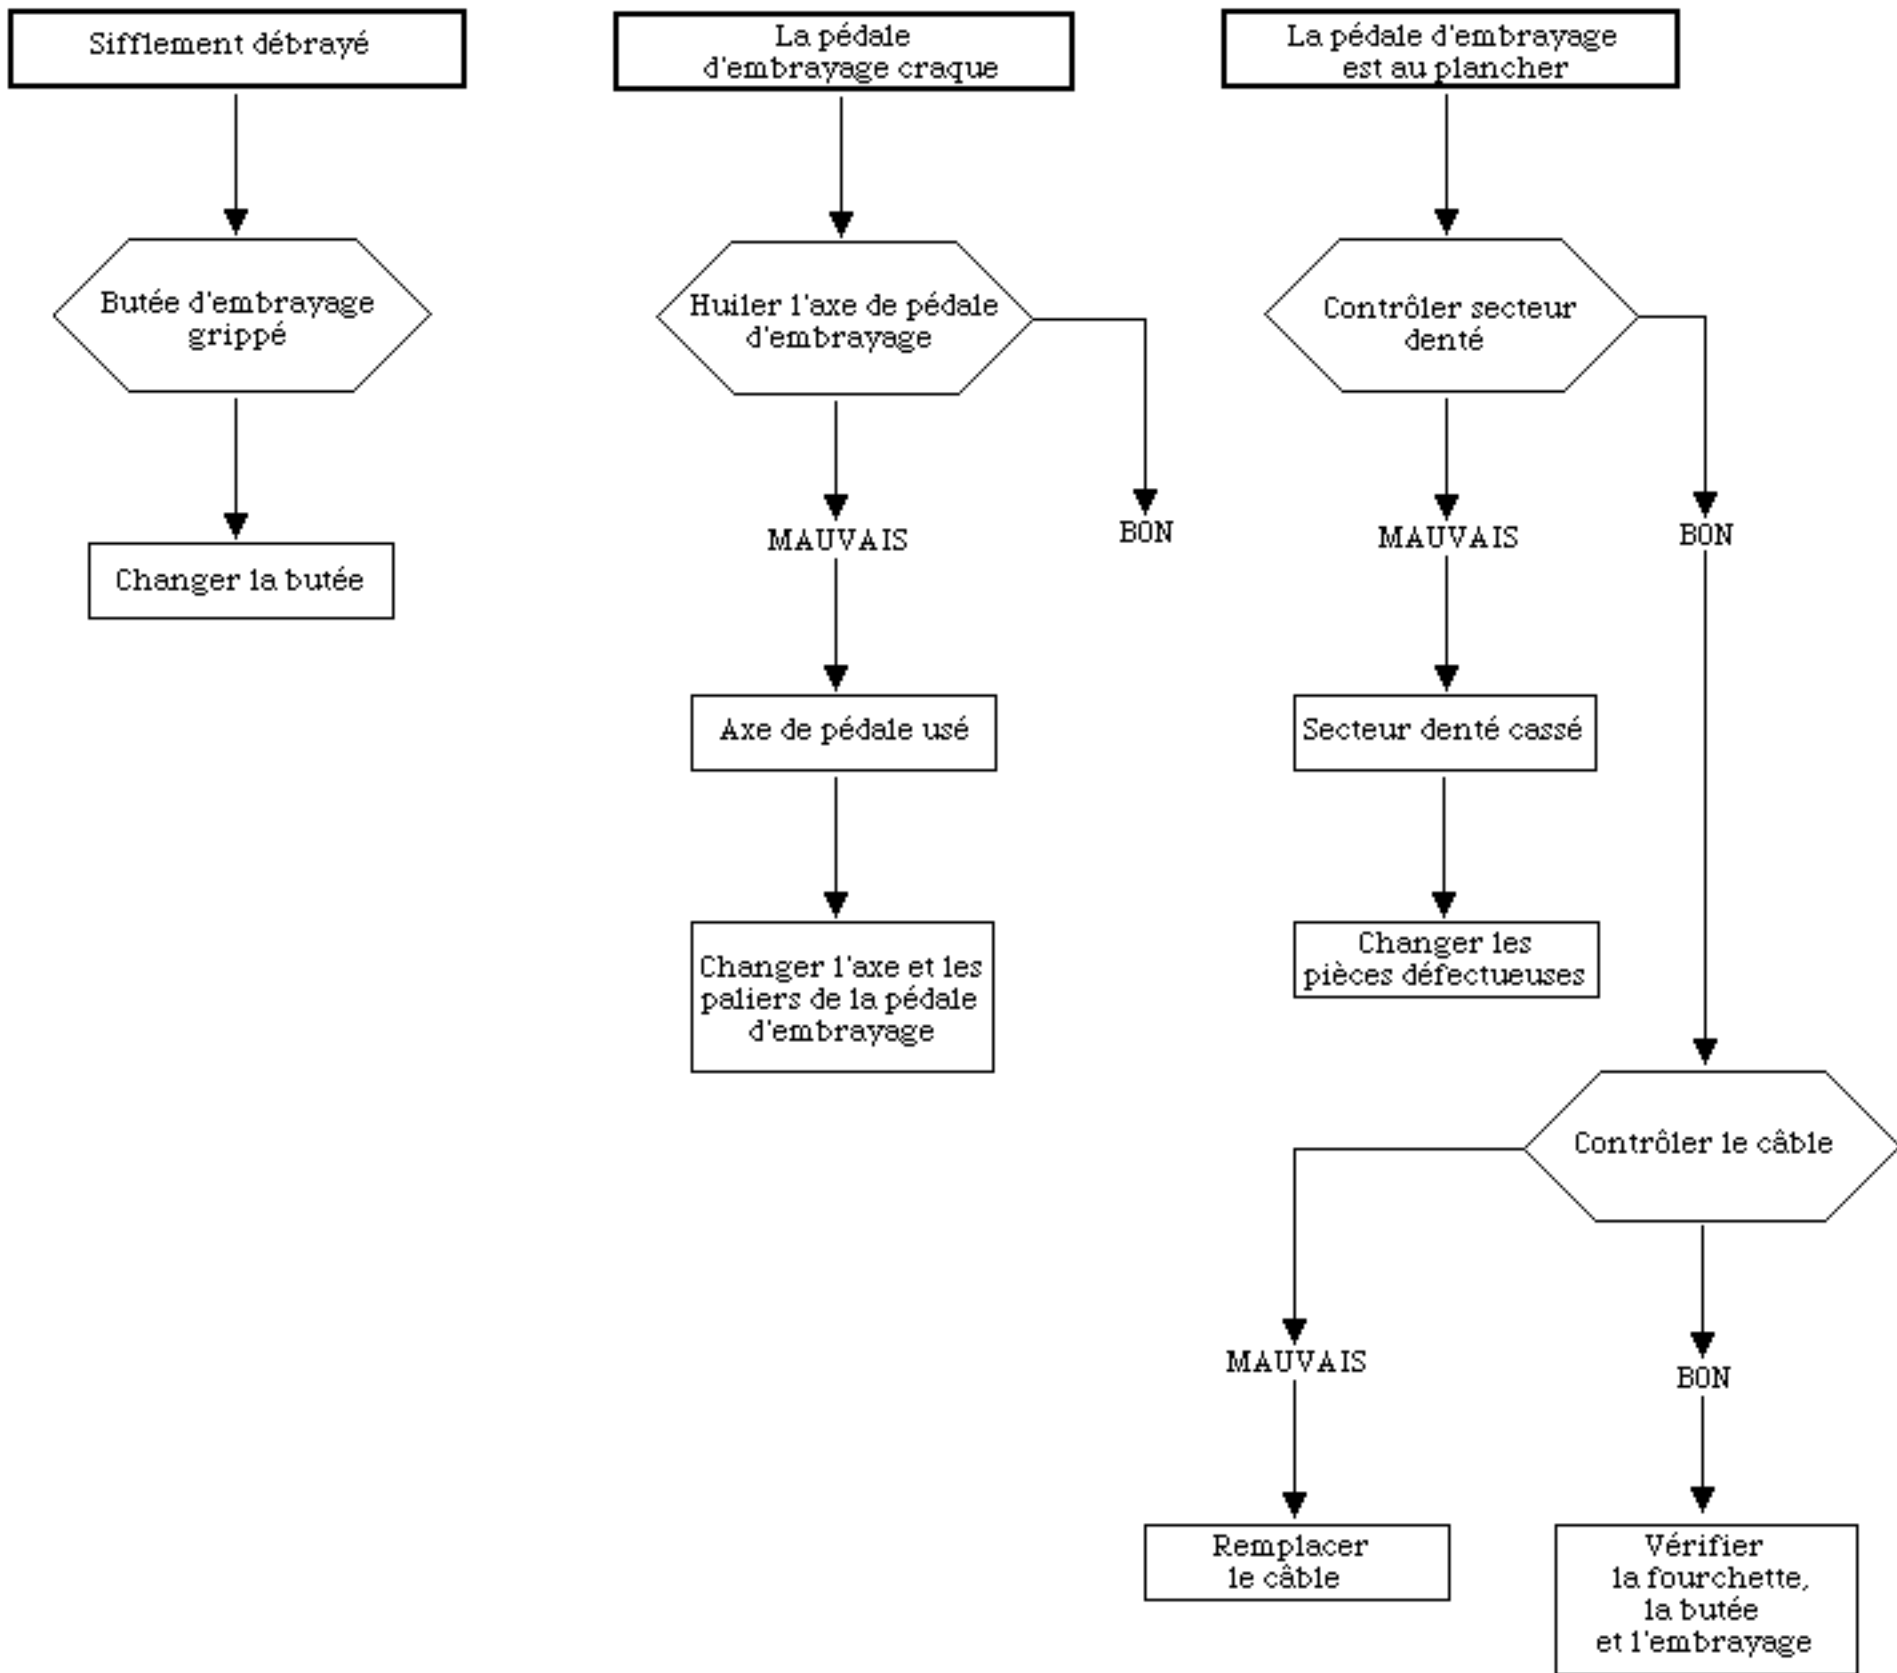 Sifflement débrayé
La pédale
d'embrayage craque
La pédale d'embrayage
est au plancher
Butée d'embrayage
grippé
Huiler l'axe de pédale
d'embrayage
Contrôler secteur
denté
MAUVAIS
BON
MAUVAIS
BON
Changer la butée
Axe de pédale usé
Secteur denté cassé
Changer l'axe et les
paliers de la pédale
d'embrayage
Changer les
pièces défectueuses
Contrôler le câble
MAUVAIS
BON
Remplacer
le câble
Vérifier
la fourchette,
la butée
et l'embrayage